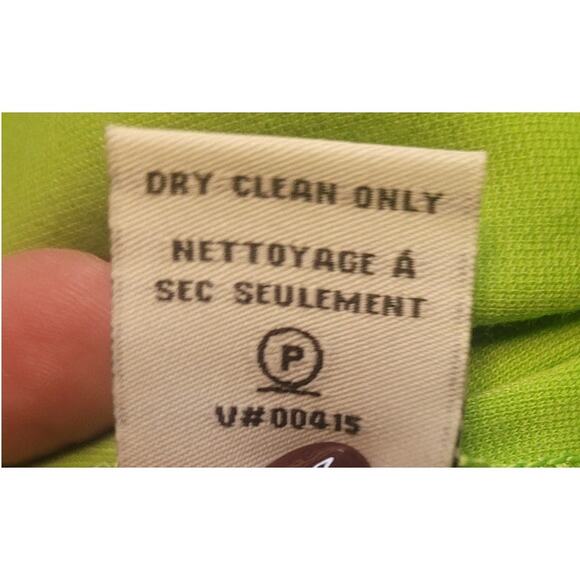 DRY CLEAN ONLY
NETTOYAGE Á
SEC SEULEMENT
P
V#00415